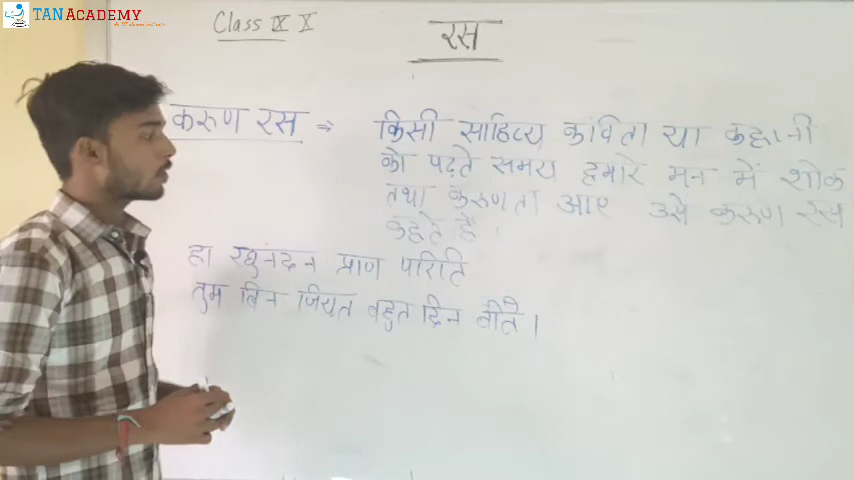 TAN ACADEMY
Class IX X
रस
करुण रस ⇒ किसी साहित्य कविता या कहानी
को पढ़ते समय हमारे मन में शोक
तथा करुणता आए उसे करुण रस
कहते हैं।
हा रघुनंदन प्राण परिति
तुम बिन जियत बहुत दिन बीते।